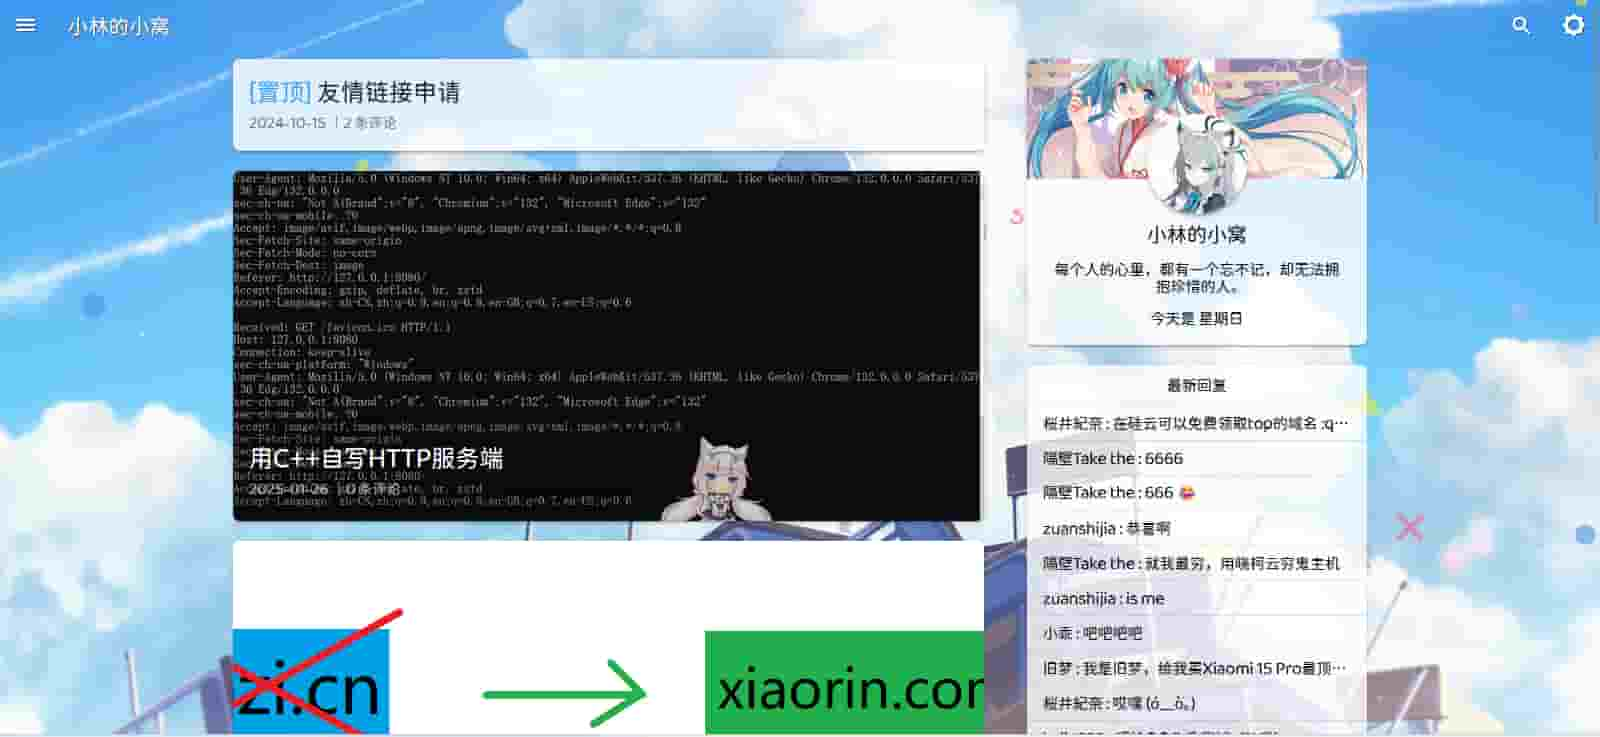 小林的小窝
[置顶] 友情链接申请
2024-10-15 | 2 条评论
User-Agent: Mozilla/5.0 (Windows NT 10.0; Win64; x64) AppleWebKit/537.36 (KHTML, like Gecko) Chrome/132.0.0.0 Safari/537
.36 Edg/132.0.0.0
sec-ch-ua: "Not A(Brand";v="8", "Chromium";v="132", "Microsoft Edge";v="132"
sec-ch-ua-mobile: ?0
Accept: image/avif,image/webp,image/apng,image/svg+xml,image/*,*/*;q=0.8
Sec-Fetch-Site: same-origin
Sec-Fetch-Mode: no-cors
Sec-Fetch-Dest: image
Referer: http://127.0.0.1:8080/
Accept-Encoding: gzip, deflate, br, zstd
Accept-Language: zh-CN,zh;q=0.9,en;q=0.8,en-GB;q=0.7,en-US;q=0.6
Received: GET /favicon.ico HTTP/1.1
Host: 127.0.0.1:8080
Connection: keep-alive
sec-ch-ua-platform: "Windows"
User-Agent: Mozilla/5.0 (Windows NT 10.0; Win64; x64) AppleWebKit/537.36 (KHTML, like Gecko) Chrome/132.0.0.0 Safari/537
.36 Edg/132.0.0.0
sec-ch-ua: "Not A(Brand";v="8", "Chromium";v="132", "Microsoft Edge";v="132"
sec-ch-ua-mobile: ?0
Accept: image/avif,image/webp,image/apng,image/svg+xml,image/*,*/*;q=0.8
Sec-Fetch-Site: same-origin
用C++自写HTTP服务端
Referer: http://127.0.0.1:8080/
2025-01-26 | 0 条评论
Accept-Language: zh-CN,zh;q=0.9,en;q=0.8,en-GB;q=0.7,en-US;q=0.6
zi.cn
xiaorin.cor
小林的小窝
每个人的心里，都有一个忘不记，却无法拥
抱珍惜的人。
今天是 星期日
最新回复
桜井紀奈 : 在硅云可以免费领取top的域名 :q…
隔壁Take the : 6666
隔壁Take the : 666 
zuanshijia : 恭喜啊
隔壁Take the : 就我最穷，用晓柯云穷鬼主机
zuanshijia : is me
小乖 : 吧吧吧吧
旧梦 : 我是旧梦，给我买Xiaomi 15 Pro最顶…
桜井紀奈 : 哎嘿 (ó﹏ò｡)